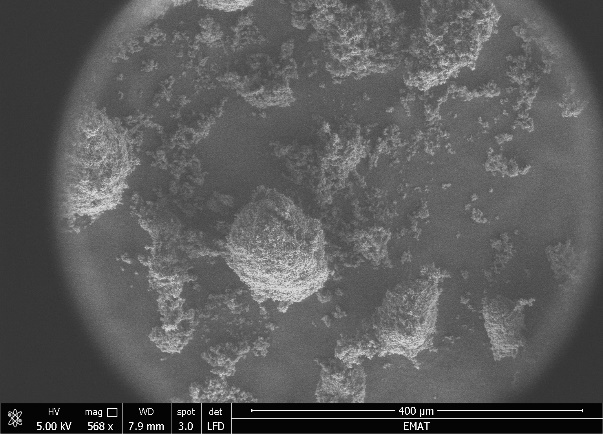 HV mag WD spot det 400 μm
5.00 kV 568 x 7.9 mm 3.0 LFD EMAT